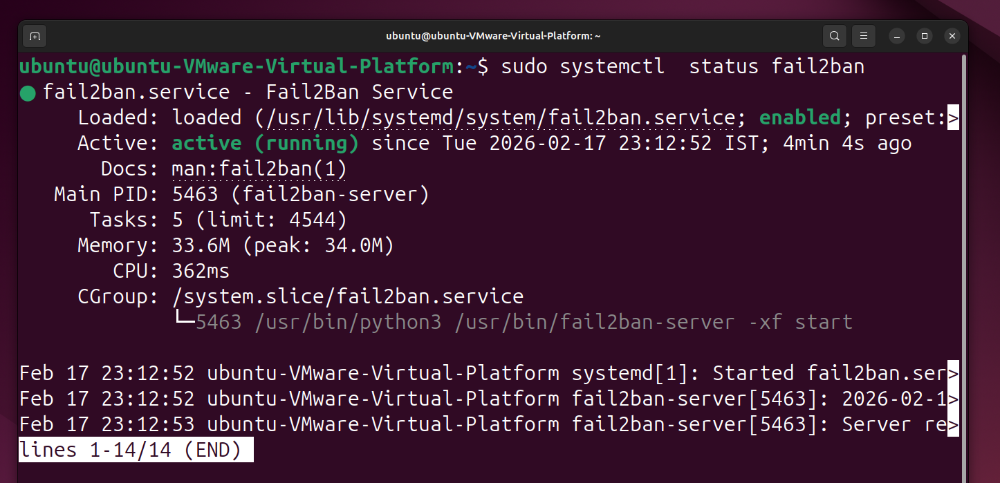 ubuntu@ubuntu-VMware-Virtual-Platform: ~
ubuntu@ubuntu-VMware-Virtual-Platform:~$ sudo systemctl  status fail2ban
● fail2ban.service - Fail2Ban Service
     Loaded: loaded (/usr/lib/systemd/system/fail2ban.service; enabled; preset:>
     Active: active (running) since Tue 2026-02-17 23:12:52 IST; 4min 4s ago
       Docs: man:fail2ban(1)
   Main PID: 5463 (fail2ban-server)
      Tasks: 5 (limit: 4544)
     Memory: 33.6M (peak: 34.0M)
        CPU: 362ms
     CGroup: /system.slice/fail2ban.service
             └─5463 /usr/bin/python3 /usr/bin/fail2ban-server -xf start
Feb 17 23:12:52 ubuntu-VMware-Virtual-Platform systemd[1]: Started fail2ban.ser>
Feb 17 23:12:52 ubuntu-VMware-Virtual-Platform fail2ban-server[5463]: 2026-02-1>
Feb 17 23:12:53 ubuntu-VMware-Virtual-Platform fail2ban-server[5463]: Server re>
lines 1-14/14 (END)